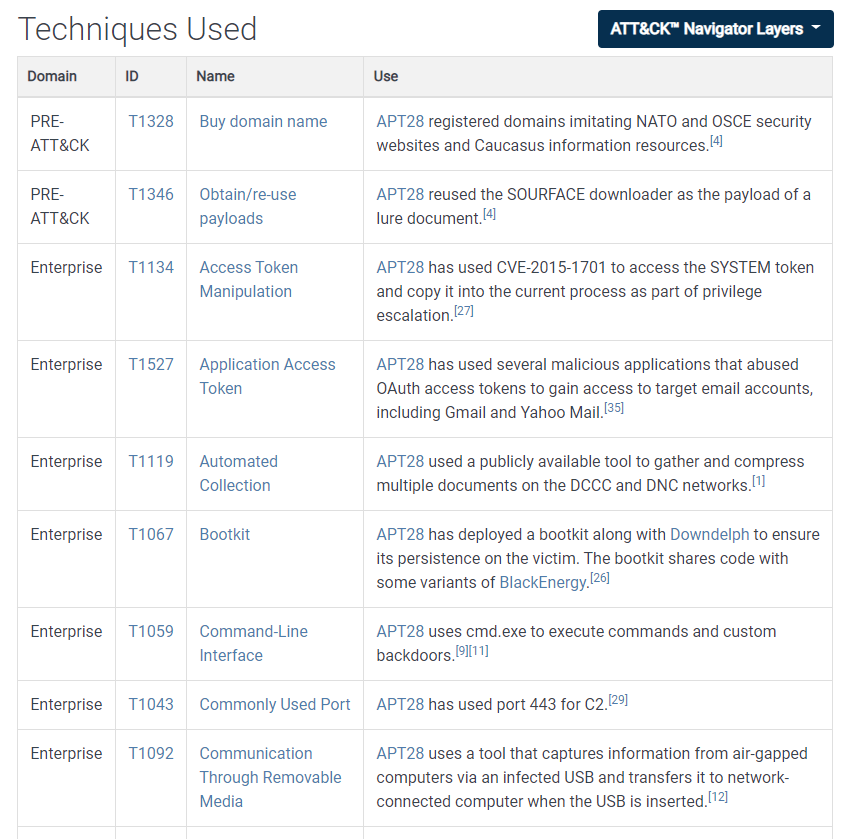 Techniques Used
ATT&CK™ Navigator Layers
Domain ID Name Use
PRE- T1328 Buy domain name APT28 registered domains imitating NATO and OSCE security
ATT&CK websites and Caucasus information resources.[4]
PRE- T1346 Obtain/re-use APT28 reused the SOURFACE downloader as the payload of a
ATT&CK payloads lure document.[4]
Enterprise T1134 Access Token APT28 has used CVE-2015-1701 to access the SYSTEM token
Manipulation and copy it into the current process as part of privilege
escalation.[27]
Enterprise T1527 Application Access APT28 has used several malicious applications that abused
Token OAuth access tokens to gain access to target email accounts,
including Gmail and Yahoo Mail.[35]
Enterprise T1119 Automated APT28 used a publicly available tool to gather and compress
Collection multiple documents on the DCCC and DNC networks.[1]
Enterprise T1067 Bootkit APT28 has deployed a bootkit along with Downdelph to ensure
its persistence on the victim. The bootkit shares code with
some variants of BlackEnergy.[26]
Enterprise T1059 Command-Line APT28 uses cmd.exe to execute commands and custom
Interface backdoors.[9][11]
Enterprise T1043 Commonly Used Port APT28 has used port 443 for C2.[29]
Enterprise T1092 Communication APT28 uses a tool that captures information from air-gapped
Through Removable computers via an infected USB and transfers it to network-
Media connected computer when the USB is inserted.[12]